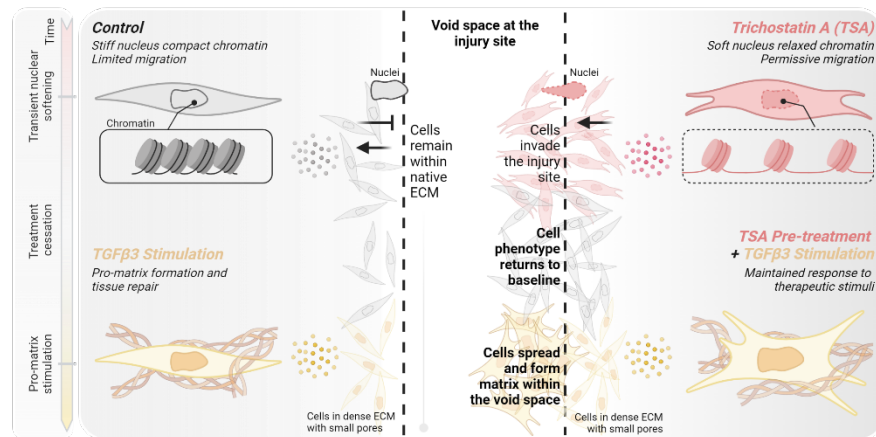 Time
Transient nuclear
softening
Treatment
cessation
Pro-matrix
stimulation
Control
Stiff nucleus compact chromatin
Limited migration
Chromatin
Nuclei
Cells
remain
within
native
ECM
TGFβ3 Stimulation
Pro-matrix formation and
tissue repair
Cells in dense ECM
with small pores
Void space at the
injury site
Nuclei
Cells
invade
the injury
site
Cell
phenotype
returns to
baseline
Cells spread
and form
matrix within
the void space
Trichostatin A (TSA)
Soft nucleus relaxed chromatin
Permissive migration
TSA Pre-treatment
+ TGFβ3 Stimulation
Maintained response to
therapeutic stimuli
Cells in dense ECM
with small pores